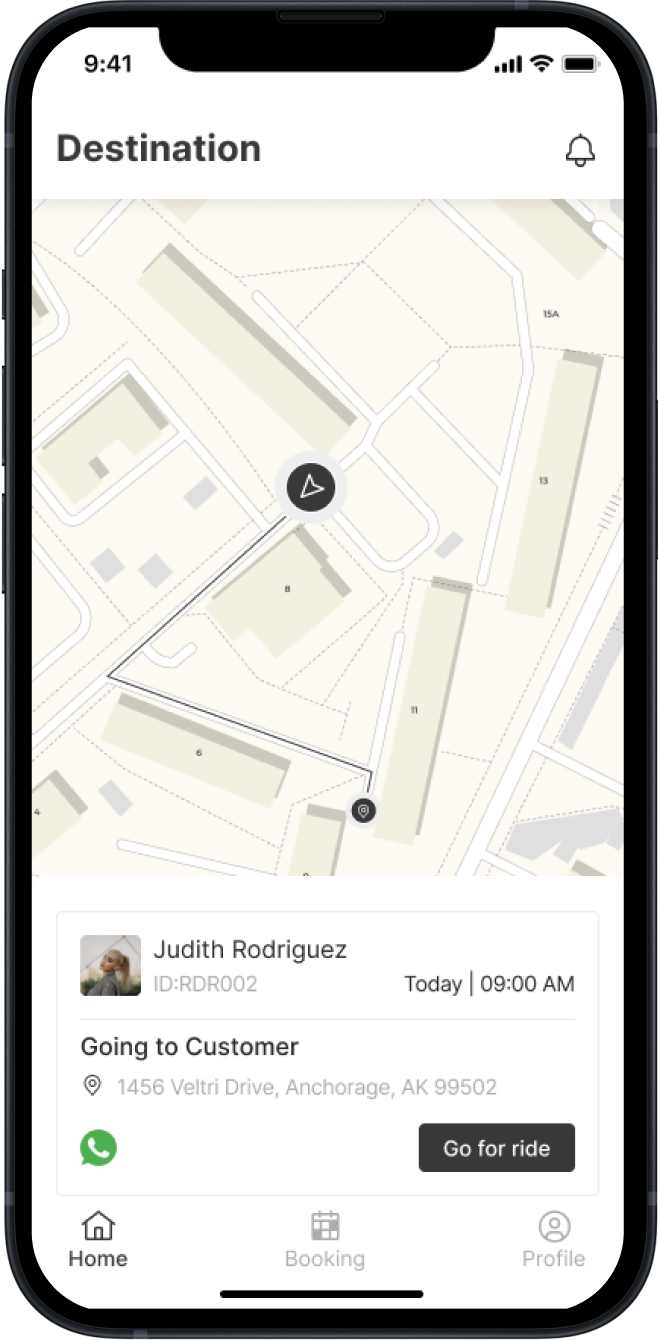 9:41
Destination
15A
13
8
11
6
4
Judith Rodriguez
ID:RDR002
Today | 09:00 AM
Going to Customer
1456 Veltri Drive, Anchorage, AK 99502
Go for ride
Home
Booking
Profile